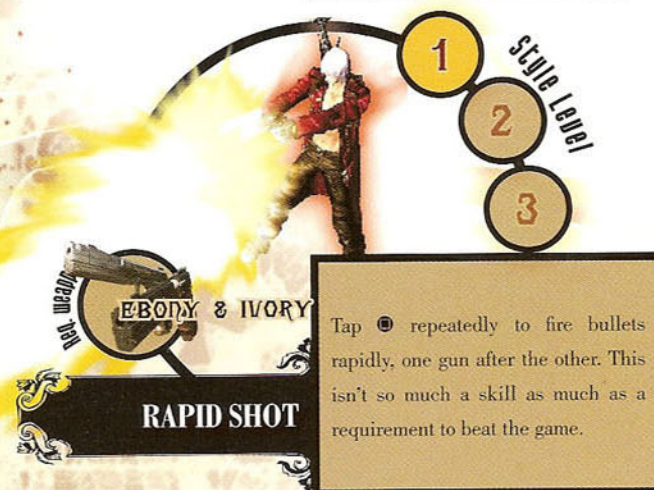 1
Style Level
2
3
Req. weapon
EBONY & IVORY
RAPID SHOT
Tap repeatedly to fire bullets
rapidly, one gun after the other. This
isn't so much a skill as much as a
requirement to beat the game.